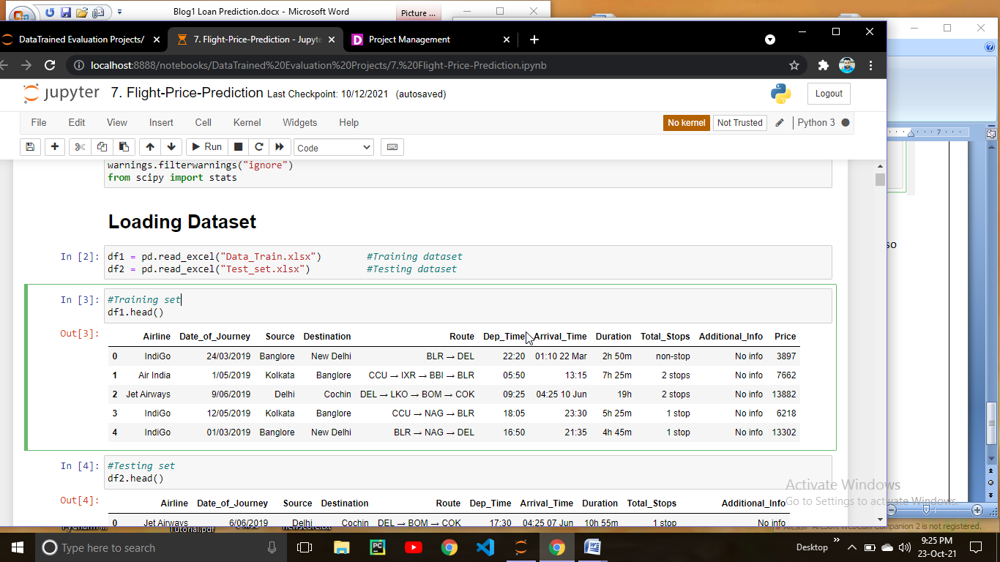 Blog1 Loan Prediction.docx - Microsoft Word
Picture ...
DataTrained Evaluation Projects/
7. Flight-Price-Prediction - Jupyte
Project Management
localhost:8888/notebooks/DataTrained%20Evaluation%20Projects/7.%20Flight-Price-Prediction.ipynb
jupyter 7. Flight-Price-Prediction Last Checkpoint: 10/12/2021 (autosaved)
Logout
File Edit View Insert Cell Kernel Widgets Help
No kernel Not Trusted Python 3
Run Code
7
warnings.filterwarnings("ignore")
from scipy import stats
Loading Dataset
so
In [2]: df1 = pd.read_excel("Data_Train.xlsx") #Training dataset
df2 = pd.read_excel("Test_set.xlsx") #Testing dataset
In [3]: #Training set
df1.head()
Out[3]:
Airline Date_of_Journey Source Destination Route Dep_Time Arrival_Time Duration Total_Stops Additional_Info Price
0 IndiGo 24/03/2019 Banglore New Delhi BLR → DEL 22:20 01:10 22 Mar 2h 50m non-stop No info 3897
1 Air India 1/05/2019 Kolkata Banglore CCU → IXR → BBI → BLR 05:50 13:15 7h 25m 2 stops No info 7662
2 Jet Airways 9/06/2019 Delhi Cochin DEL → LKO → BOM → COK 09:25 04:25 10 Jun 19h 2 stops No info 13882
3 IndiGo 12/05/2019 Kolkata Banglore CCU → NAG → BLR 18:05 23:30 5h 25m 1 stop No info 6218
4 IndiGo 01/03/2019 Banglore New Delhi BLR → NAG → DEL 16:50 21:35 4h 45m 1 stop No info 13302
In [4]: #Testing set
df2.head()
Out[4]:
Airline Date_of_Journey Source Destination Route Dep_Time Arrival_Time Duration Total_Stops Additional_Info
0 Jet Airways 6/06/2019 Delhi Cochin DEL → BOM → COK 17:30 04:25 07 Jun 10h 55m 1 stop No info
Activate Windows
Go to Settings to activate Windows.
Tutorial.pdf
newscore.txt
Companion 2 is not registered.
Type here to search
Desktop
9:25 PM
23-Oct-21